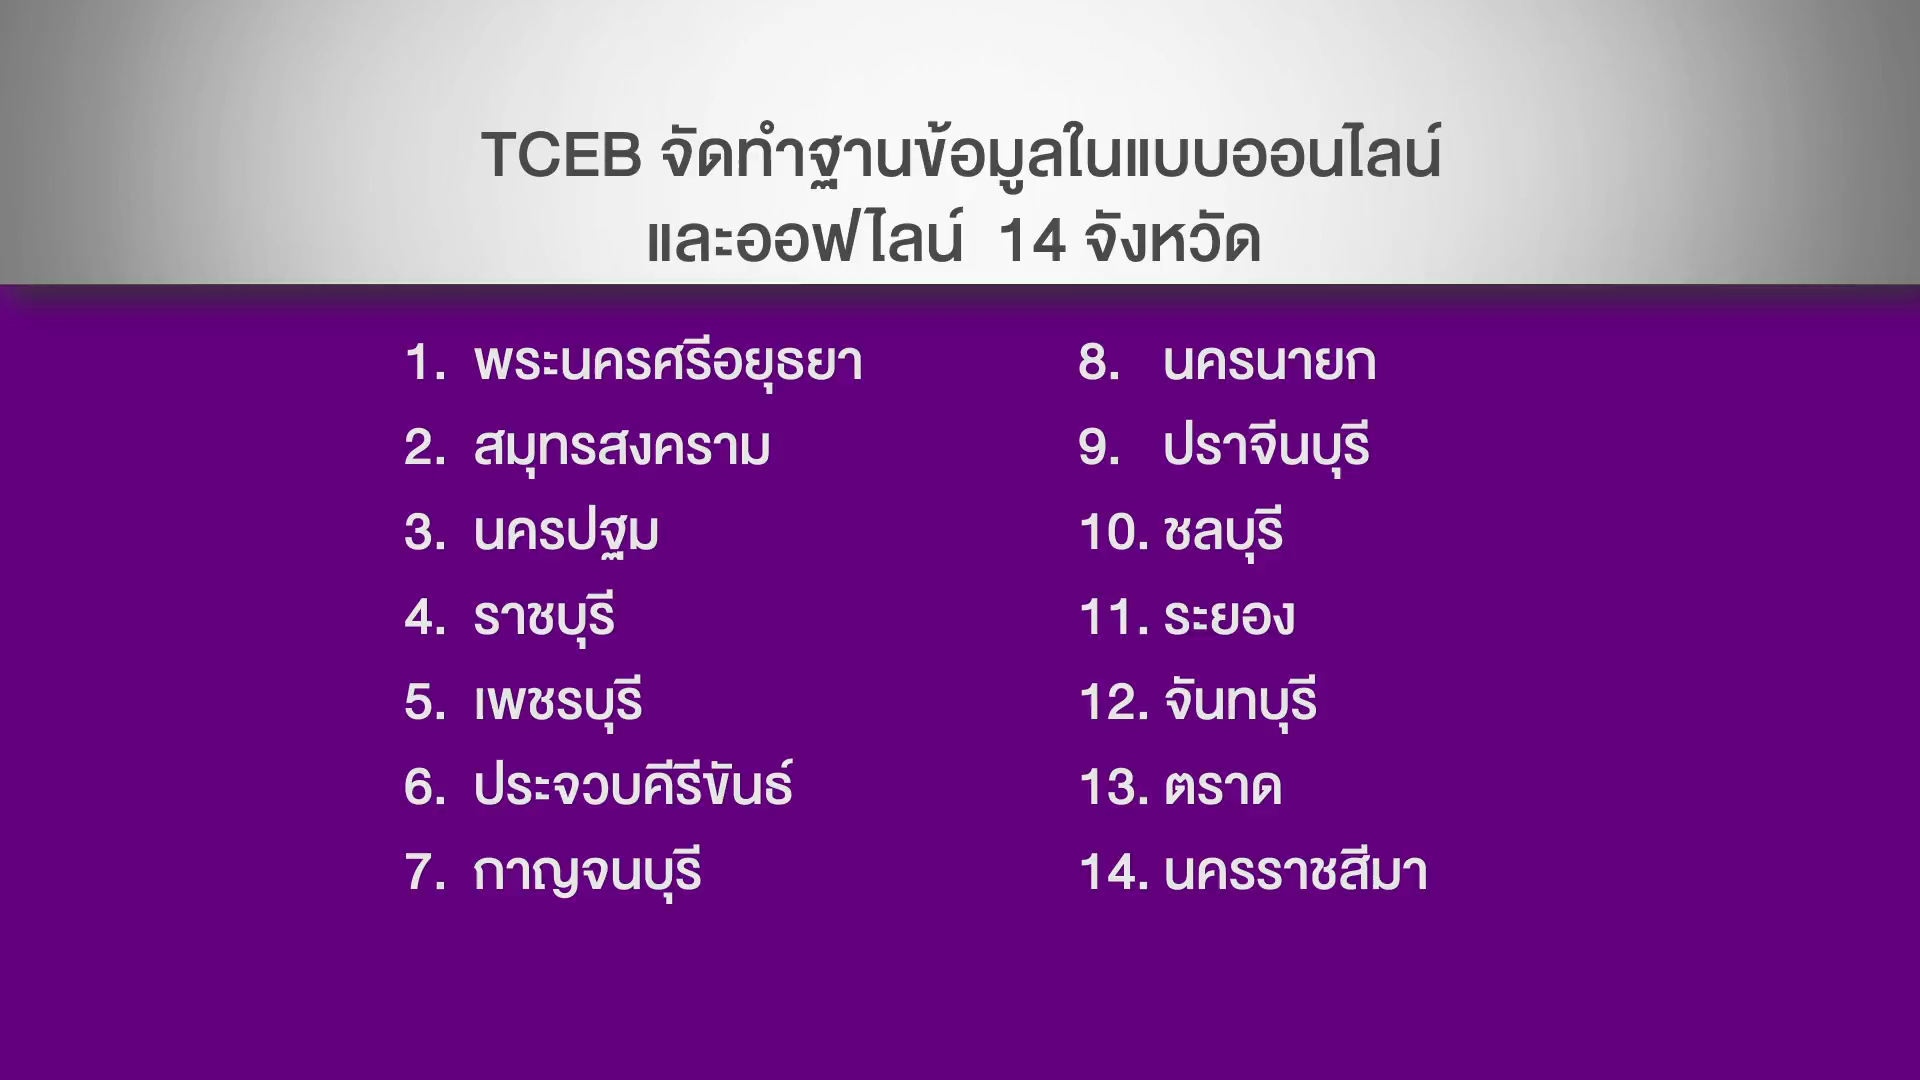 TCEB จัดทำฐานข้อมูลในแบบออนไลน์
และออฟไลน์ 14 จังหวัด
1. พระนครศรีอยุธยา
2. สมุทรสงคราม
3. นครปฐม
4. ราชบุรี
5. เพชรบุรี
6. ประจวบคีรีขันธ์
7. กาญจนบุรี
8. นครนายก
9. ปราจีนบุรี
10. ชลบุรี
11. ระยอง
12. จันทบุรี
13. ตราด
14. นครราชสีมา